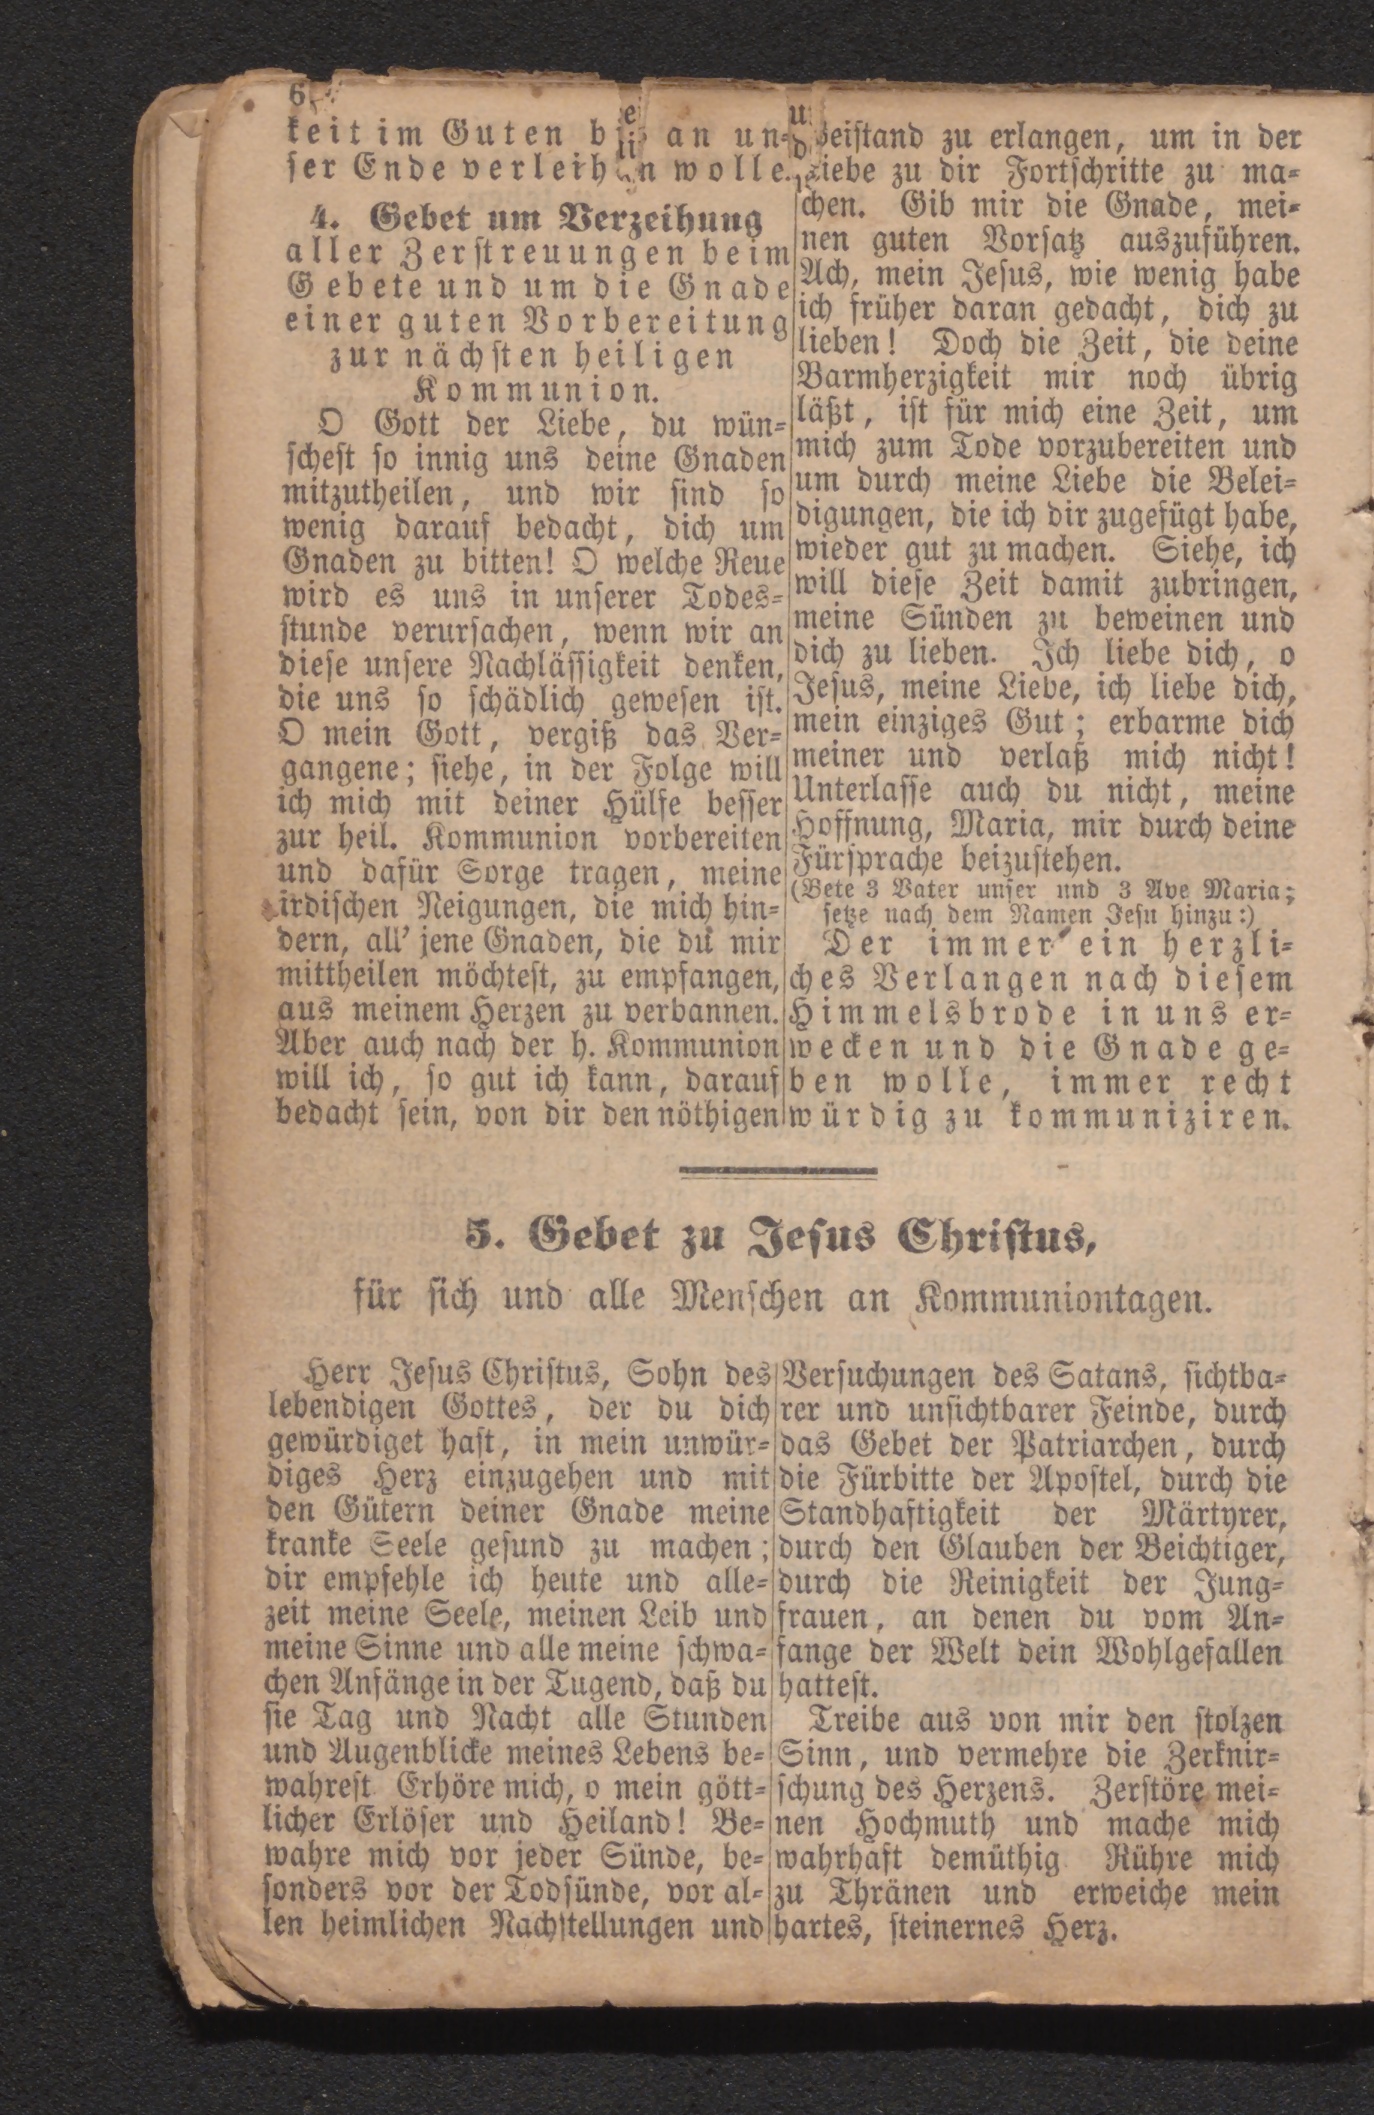 6
keit im Guten bis an un-
ser Ende verleihen wolle.
4. Gebet um Verzeihung
aller Zerstreuungen beim
Gebete und um die Gnade
einer guten Vorbereitung
zur nächsten heiligen
Kommunion.
O Gott der Liebe, du wün-
schest so innig uns deine Gnaden
mitzutheilen, und wir sind so
wenig darauf bedacht, dich um
Gnaden zu bitten! O welche Reue
wird es uns in unserer Todes-
stunde verursachen, wenn wir an
diese unsere Nachlässigkeit denken,
die uns so schädlich gewesen ist.
O mein Gott, vergiß das Ver-
gangene; siehe, in der Folge will
ich mich mit deiner Hülfe besser
zur heil. Kommunion vorbereiten
und dafür Sorge tragen, meine
irdischen Neigungen, die mich hin-
dern, all' jene Gnaden, die du mir
mittheilen möchtest, zu empfangen,
aus meinem Herzen zu verbannen.
Aber auch nach der h. Kommunion
will ich, so gut ich kann, darauf
bedacht sein, von dir den nöthigen
Beistand zu erlangen, um in der
Liebe zu dir Fortschritte zu ma-
chen. Gib mir die Gnade, mei-
nen guten Vorsatz auszuführen.
Ach, mein Jesus, wie wenig habe
ich früher daran gedacht, dich zu
lieben! Doch die Zeit, die deine
Barmherzigkeit mir noch übrig
läßt, ist für mich eine Zeit, um
mich zum Tode vorzubereiten und
um durch meine Liebe die Belei-
digungen, die ich dir zugefügt habe,
wieder gut zu machen. Siehe, ich
will diese Zeit damit zubringen,
meine Sünden zu beweinen und
dich zu lieben. Ich liebe dich, o
Jesus, meine Liebe, ich liebe dich,
mein einziges Gut; erbarme dich
meiner und verlaß mich nicht!
Unterlasse auch du nicht, meine
Hoffnung, Maria, mir durch deine
Fürsprache beizustehen.
(Bete 3 Vater unser und 3 Ave Maria;
setze nach dem Namen Jesu hinzu:)
Der immer ein herzli-
ches Verlangen nach diesem
Himmelsbrode in uns er-
wecken und die Gnade ge-
ben wolle, immer recht
würdig zu kommuniziren.
5. Gebet zu Jesus Christus,
für sich und alle Menschen an Kommuniontagen.
Herr Jesus Christus, Sohn des
lebendigen Gottes, der du dich
gewürdiget hast, in mein unwür-
diges Herz einzugehen und mit
den Gütern deiner Gnade meine
kranke Seele gesund zu machen;
dir empfehle ich heute und alle-
zeit meine Seele, meinen Leib und
meine Sinne und alle meine schwa-
chen Anfänge in der Tugend, daß du
sie Tag und Nacht alle Stunden
und Augenblicke meines Lebens be-
wahrest Erhöre mich, o mein gött-
licher Erlöser und Heiland! Be-
wahre mich vor jeder Sünde, be-
sonders vor der Todsünde, vor al-
len heimlichen Nachstellungen und
Versuchungen des Satans, sichtba-
rer und unsichtbarer Feinde, durch
das Gebet der Patriarchen, durch
die Fürbitte der Apostel, durch die
Standhaftigkeit der Märtyrer,
durch den Glauben der Beichtiger,
durch die Reinigkeit der Jung-
frauen, an denen du vom An-
fange der Welt dein Wohlgefallen
hattest.
Treibe aus von mir den stolzen
Sinn, und vermehre die Zerknir-
schung des Herzens. Zerstöre mei-
nen Hochmuth und mache mich
wahrhaft demüthig Rühre mich
zu Thränen und erweiche mein
hartes, steinernes Herz.